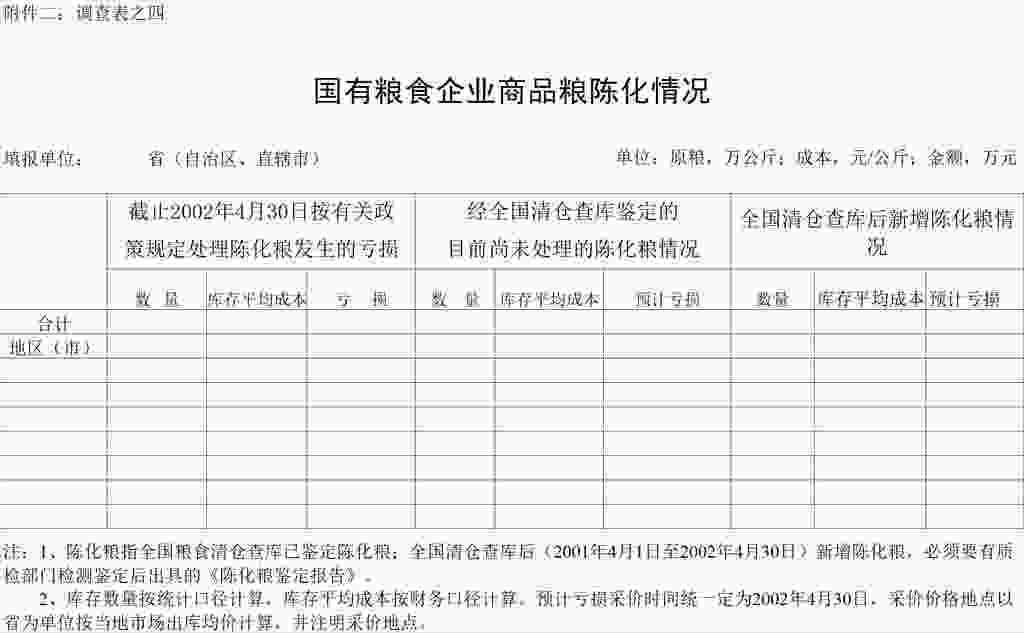 附件二：调查表之四
国有粮食企业商品粮陈化情况
填报单位：　　　省（自治区、直辖市）　　　单位：原粮，万公斤；成本，元/公斤；金额，万元
截止2002年4月30日按有关政
策规定处理陈化粮发生的亏损
经全国清仓查库鉴定的
目前尚未处理的陈化粮情况
全国清仓查库后新增陈化粮情
况
数　量　库存平均成本　亏　损　数　量　库存平均成本　预计亏损　数量　库存平均成本　预计亏损
合计
地区（市）
注：1、陈化粮指全国粮食清仓查库已鉴定陈化粮；全国清仓查库后（2001年4月1日至2002年4月30日）新增陈化粮，必须要有质
检部门检测鉴定后出具的《陈化粮鉴定报告》。
2、库存数量按统计口径计算，库存平均成本按财务口径计算。预计亏损采价时间统一定为2002年4月30日，采价价格地点以
省为单位按当地市场出库均价计算，并注明采价地点。